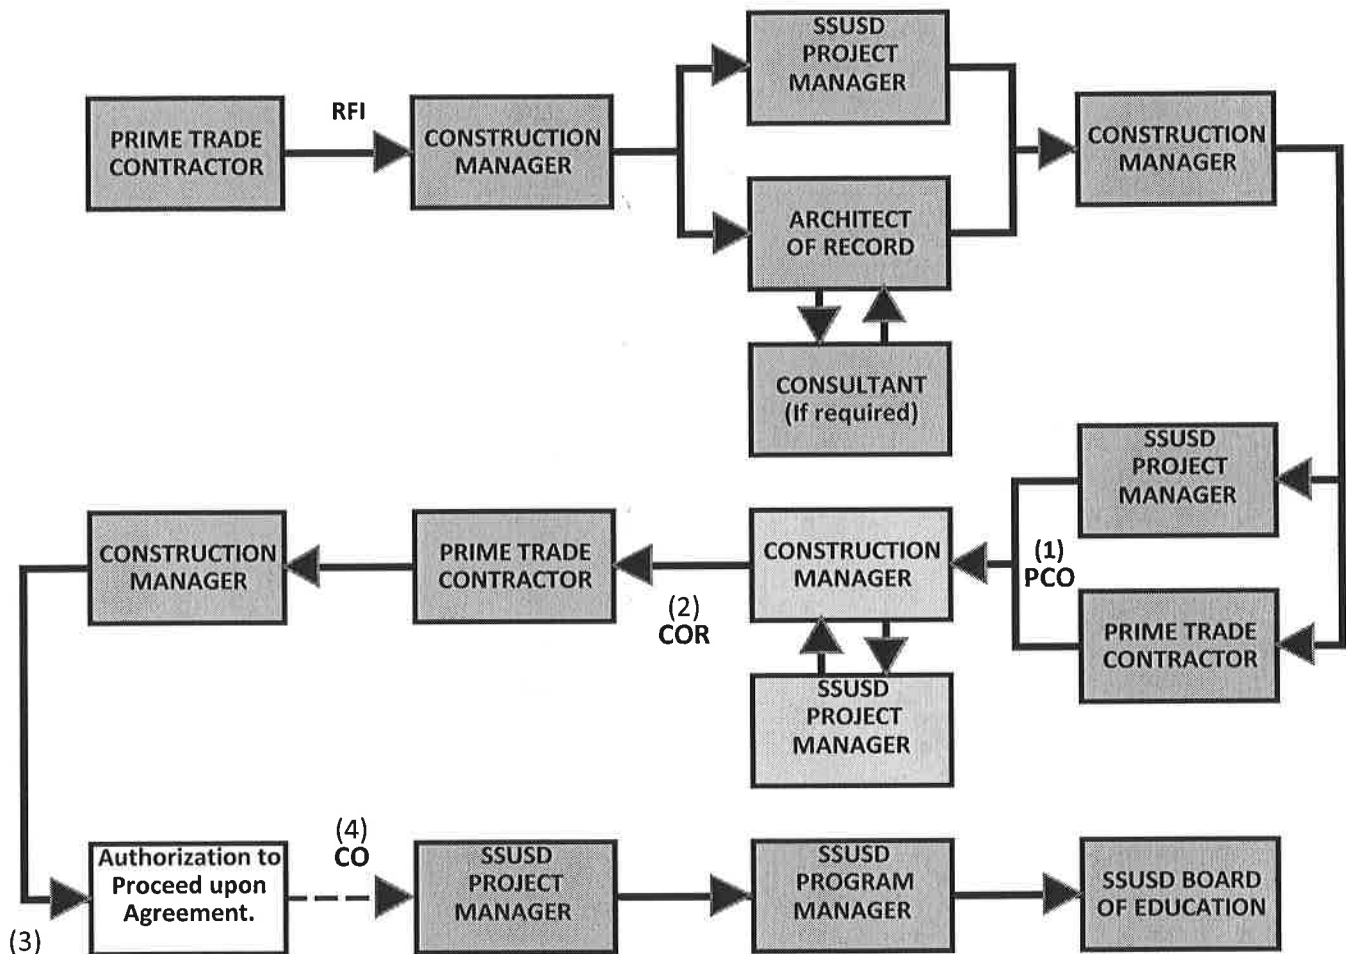 SSUSD
PROJECT
MANAGER
RFI
PRIME TRADE
CONTRACTOR
CONSTRUCTION
MANAGER
CONSTRUCTION
MANAGER
ARCHITECT
OF RECORD
CONSULTANT
(If required)
SSUSD
PROJECT
MANAGER
(1)
PCO
PRIME TRADE
CONTRACTOR
CONSTRUCTION
MANAGER
SSUSD
PROJECT
MANAGER
(2)
COR
PRIME TRADE
CONTRACTOR
CONSTRUCTION
MANAGER
(3)
Authorization to
Proceed upon
Agreement.
(4)
CO
SSUSD
PROJECT
MANAGER
SSUSD
PROGRAM
MANAGER
SSUSD BOARD
OF EDUCATION